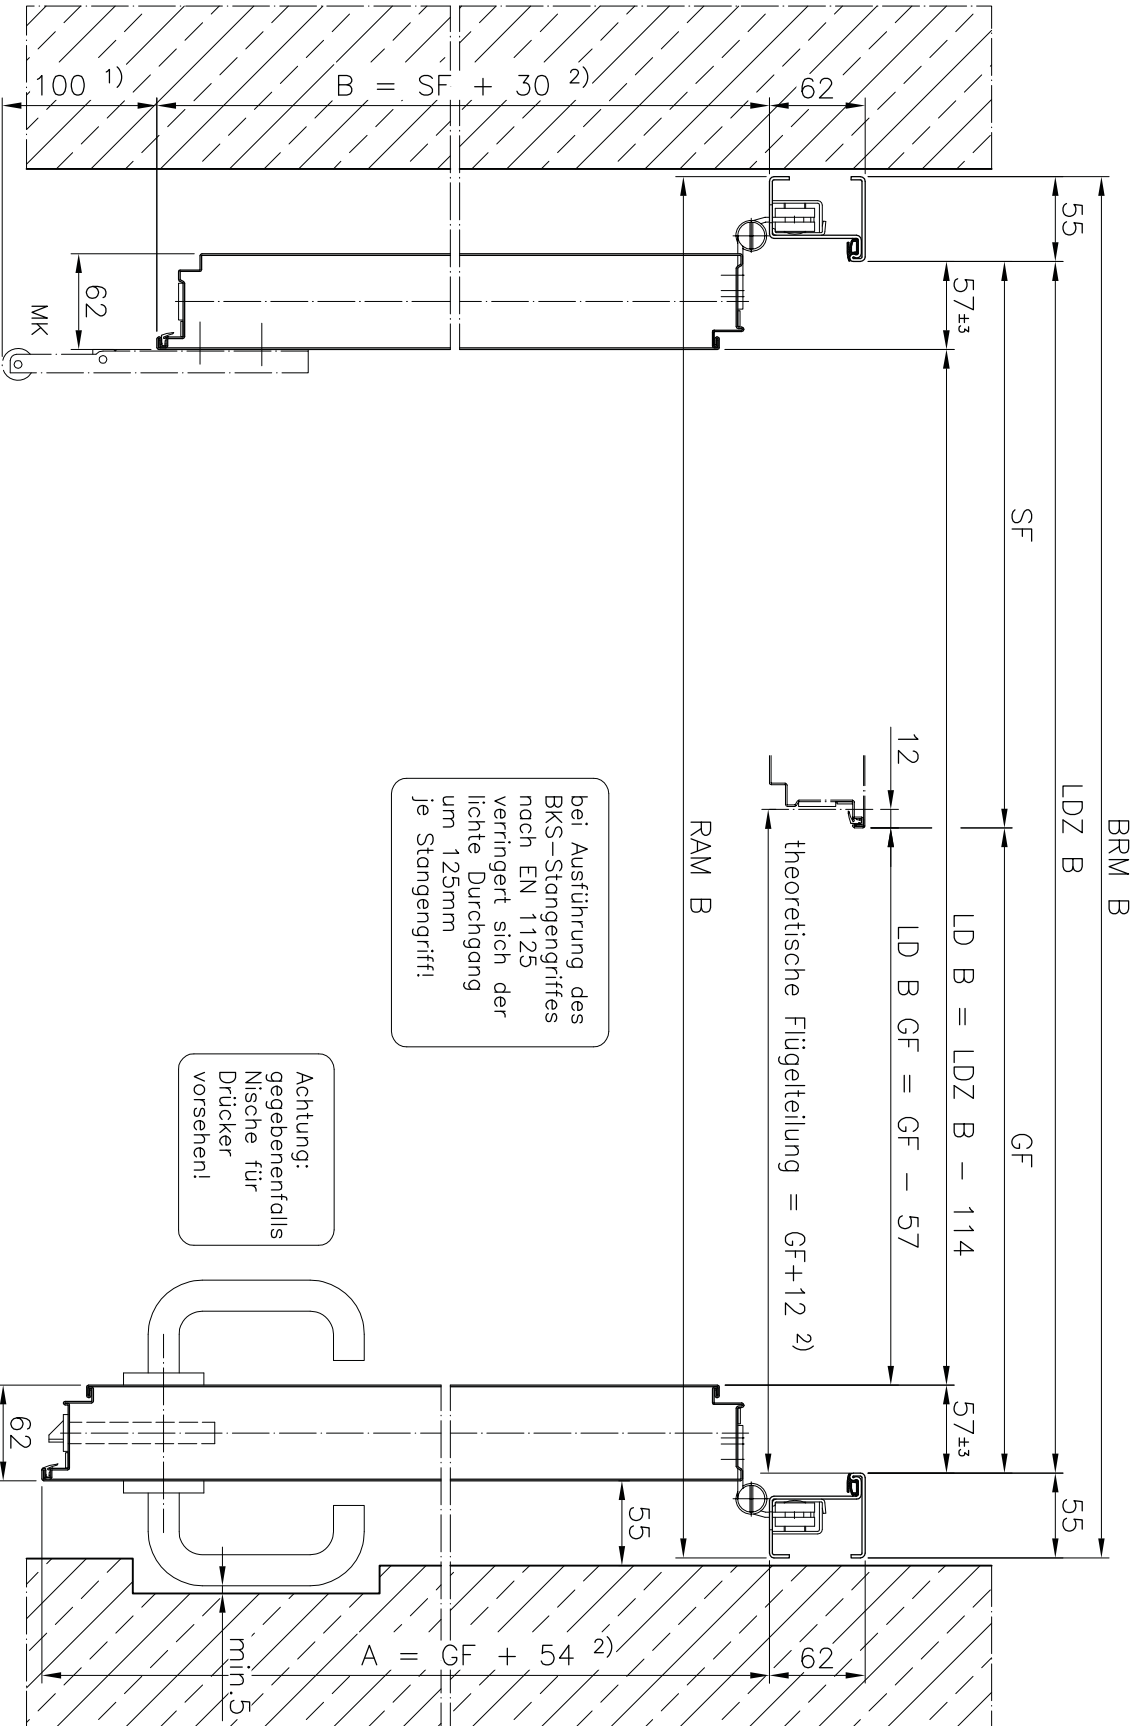 BRM B
LDZ B
55
55
SF
GF
57±3
LD B = LDZ B - 114
57±3
12
LD B GF = GF - 57
theoretische Flügelteilung = GF+12 2)
RAM B
62
62
B = SF + 30 2)
A = GF + 54 2)
100 1)
bei Ausführung des
BKS-Stangengriffes
nach EN 1125
verringert sich der
lichte Durchgang
um 125mm
je Stangengriff!
55
Achtung:
gegebenenfalls
Nische für
Drücker
vorsehen!
min.5
62
MK
62